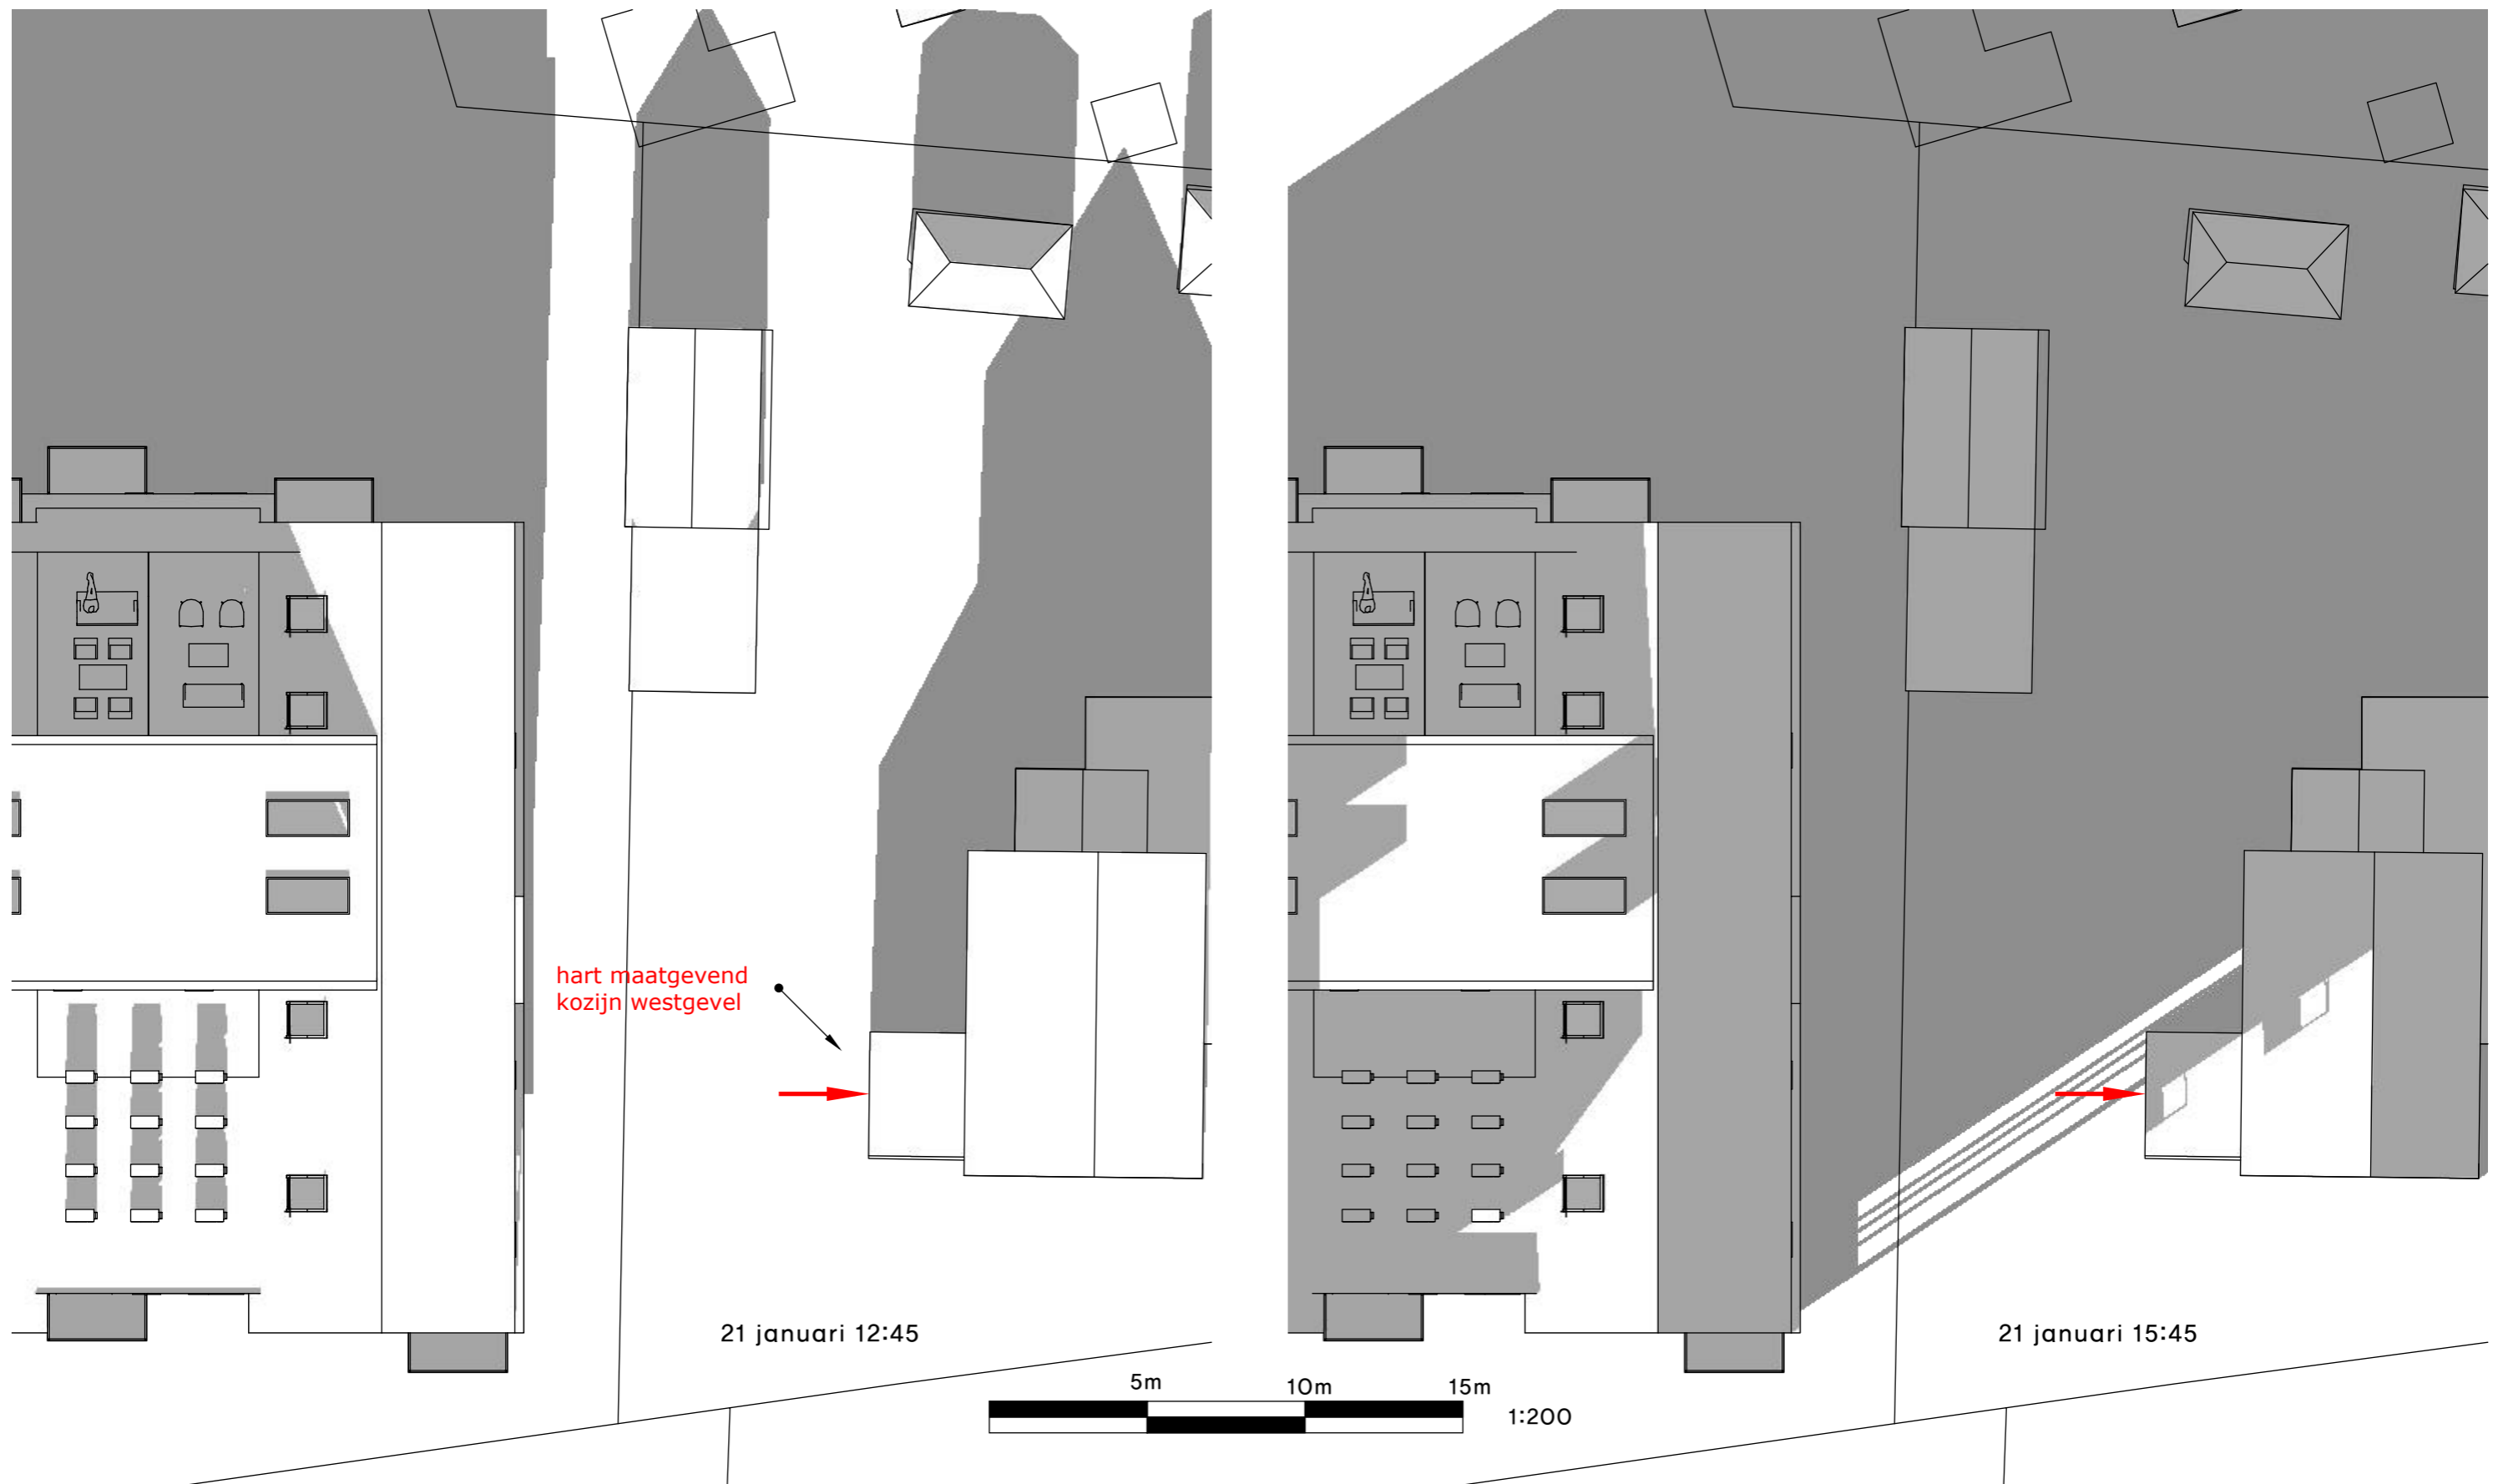 hart maatgevend
kozijn westgevel
21 januari 12:45
21 januari 15:45
5m
10m
15m
1:200